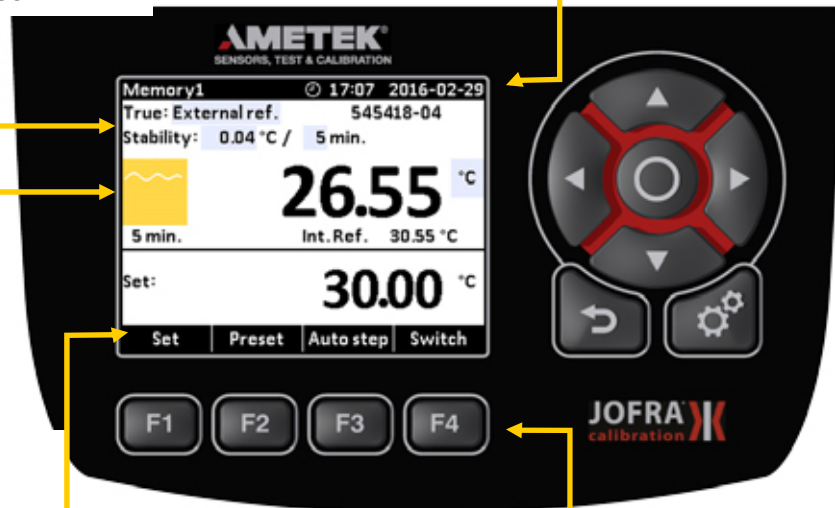 AMETEK®
SENSORS, TEST & CALIBRATION
Memory1 17:07 2016-02-29
True: External ref. 545418-04
Stability: 0.04 °C / 5 min.
26.55 °C
5 min. Int.Ref. 30.55 °C
Set: 30.00 °C
Set Preset Auto step Switch
F1 F2 F3 F4
JOFRA
calibration